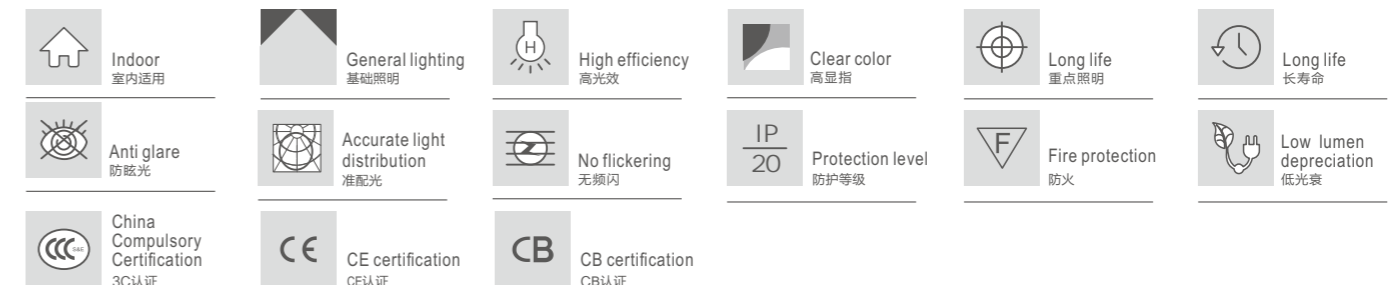 Indoor
室内适用
General lighting
基础照明
H
High efficiency
高光效
Clear color
高显指
Long life
重点照明
Long life
长寿命
Anti glare
防眩光
Accurate light
distribution
准配光
No flickering
无频闪
IP
20
Protection level
防护等级
F
Fire protection
防火
Low lumen
depreciation
低光衰
CCC S&E
China
Compulsory
Certification
3C认证
CE
CE certification
CE认证
CB
CB certification
CB认证